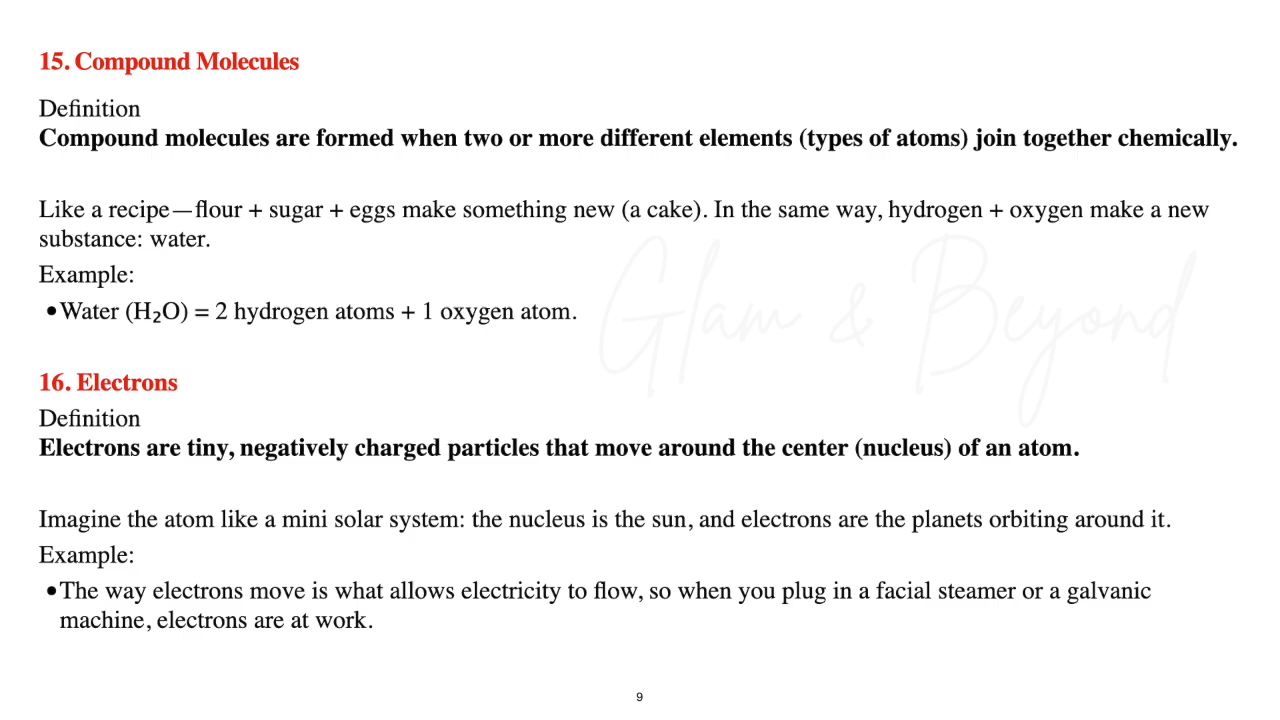 15. Compound Molecules
Definition
Compound molecules are formed when two or more different elements (types of atoms) join together chemically.
Like a recipe—flour + sugar + eggs make something new (a cake). In the same way, hydrogen + oxygen make a new
substance: water.
Example:
•Water (H₂O) = 2 hydrogen atoms + 1 oxygen atom.
Glam & Beyond
16. Electrons
Definition
Electrons are tiny, negatively charged particles that move around the center (nucleus) of an atom.
Imagine the atom like a mini solar system: the nucleus is the sun, and electrons are the planets orbiting around it.
Example:
•The way electrons move is what allows electricity to flow, so when you plug in a facial steamer or a galvanic
machine, electrons are at work.
9